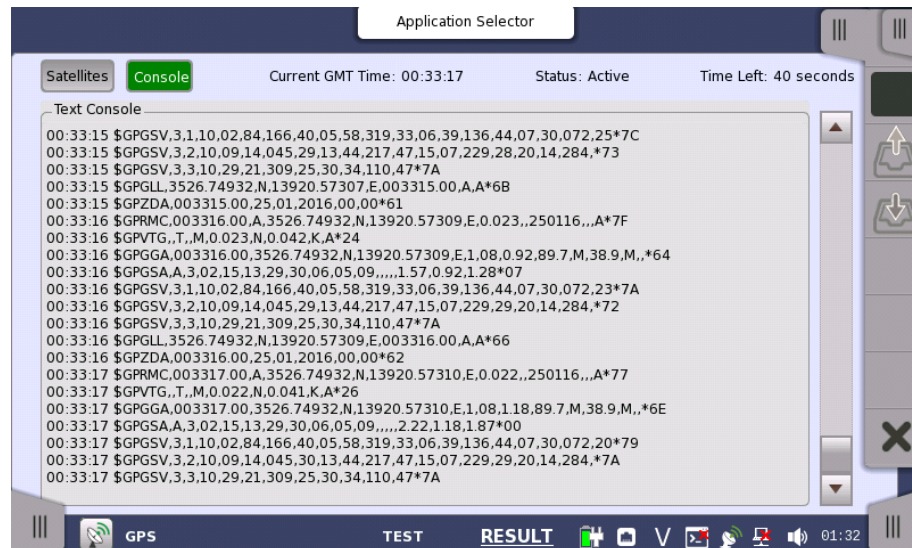 Application Selector
Satellites Console Current GMT Time: 00:33:17 Status: Active Time Left: 40 seconds
Text Console
00:33:15 $GPGSV,3,1,10,02,84,166,40,05,58,319,33,06,39,136,44,07,30,072,25*7C
00:33:15 $GPGSV,3,2,10,09,14,045,29,13,44,217,47,15,07,229,28,20,14,284,*73
00:33:15 $GPGSV,3,3,10,29,21,309,25,30,34,110,47*7A
00:33:15 $GPGLL,3526.74932,N,13920.57307,E,003315.00,A,A*6B
00:33:15 $GPZDA,003315.00,25,01,2016,00,00*61
00:33:16 $GPRMC,003316.00,A,3526.74932,N,13920.57309,E,0.023,,250116,,,A*7F
00:33:16 $GPVTG,,T,,M,0.023,N,0.042,K,A*24
00:33:16 $GPGGA,003316.00,3526.74932,N,13920.57309,E,1,08,0.92,89.7,M,38.9,M,,*64
00:33:16 $GPGSA,A,3,02,15,13,29,30,06,05,09,,,,,1.57,0.92,1.28*07
00:33:16 $GPGSV,3,1,10,02,84,166,40,05,58,319,33,06,39,136,44,07,30,072,23*7A
00:33:16 $GPGSV,3,2,10,09,14,045,29,13,44,217,47,15,07,229,29,20,14,284,*72
00:33:16 $GPGSV,3,3,10,29,21,309,25,30,34,110,47*7A
00:33:16 $GPGLL,3526.74932,N,13920.57309,E,003316.00,A,A*66
00:33:16 $GPZDA,003316.00,25,01,2016,00,00*62
00:33:17 $GPRMC,003317.00,A,3526.74932,N,13920.57310,E,0.022,,250116,,,A*77
00:33:17 $GPVTG,,T,,M,0.022,N,0.041,K,A*26
00:33:17 $GPGGA,003317.00,3526.74932,N,13920.57310,E,1,08,1.18,89.7,M,38.9,M,,*6E
00:33:17 $GPGSA,A,3,02,15,13,29,30,06,05,09,,,,,2.22,1.18,1.87*00
00:33:17 $GPGSV,3,1,10,02,84,166,40,05,58,319,33,06,39,136,44,07,30,072,20*79
00:33:17 $GPGSV,3,2,10,09,14,045,30,13,44,217,47,15,07,229,29,20,14,284,*7A
00:33:17 $GPGSV,3,3,10,29,21,309,25,30,34,110,47*7A
GPS TEST RESULT V 01:32